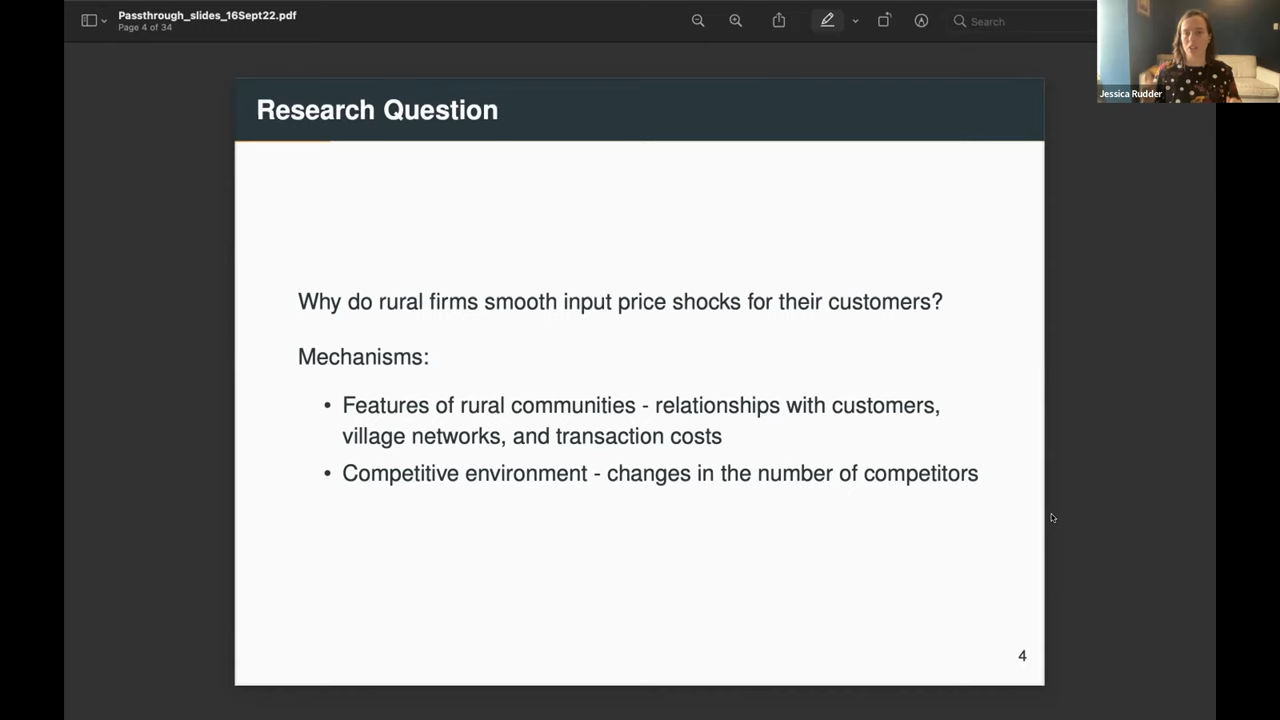 Passthrough_slides_16Sept22.pdf
Page 4 of 34
Search
Jessica Rudder
Research Question
Why do rural firms smooth input price shocks for their customers?
Mechanisms:
• Features of rural communities - relationships with customers,
village networks, and transaction costs
• Competitive environment - changes in the number of competitors
4